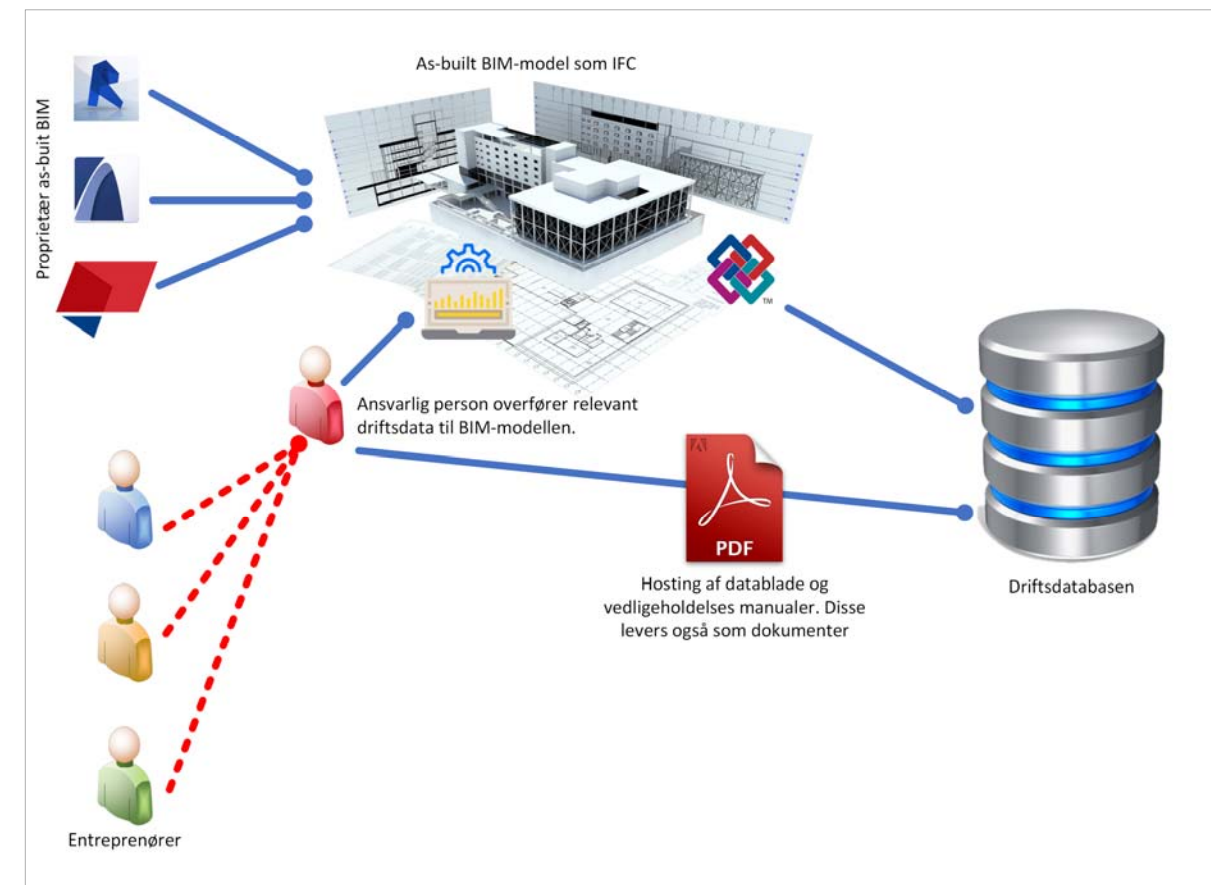 As-built BIM-model som IFC
Proprietær as-buit BIM
TM
Ansvarlig person overfører relevant
driftsdata til BIM-modellen.
PDF
Hosting af datablade og
vedligeholdelses manualer. Disse
levers også som dokumenter
Driftsdatabasen
Entreprenører